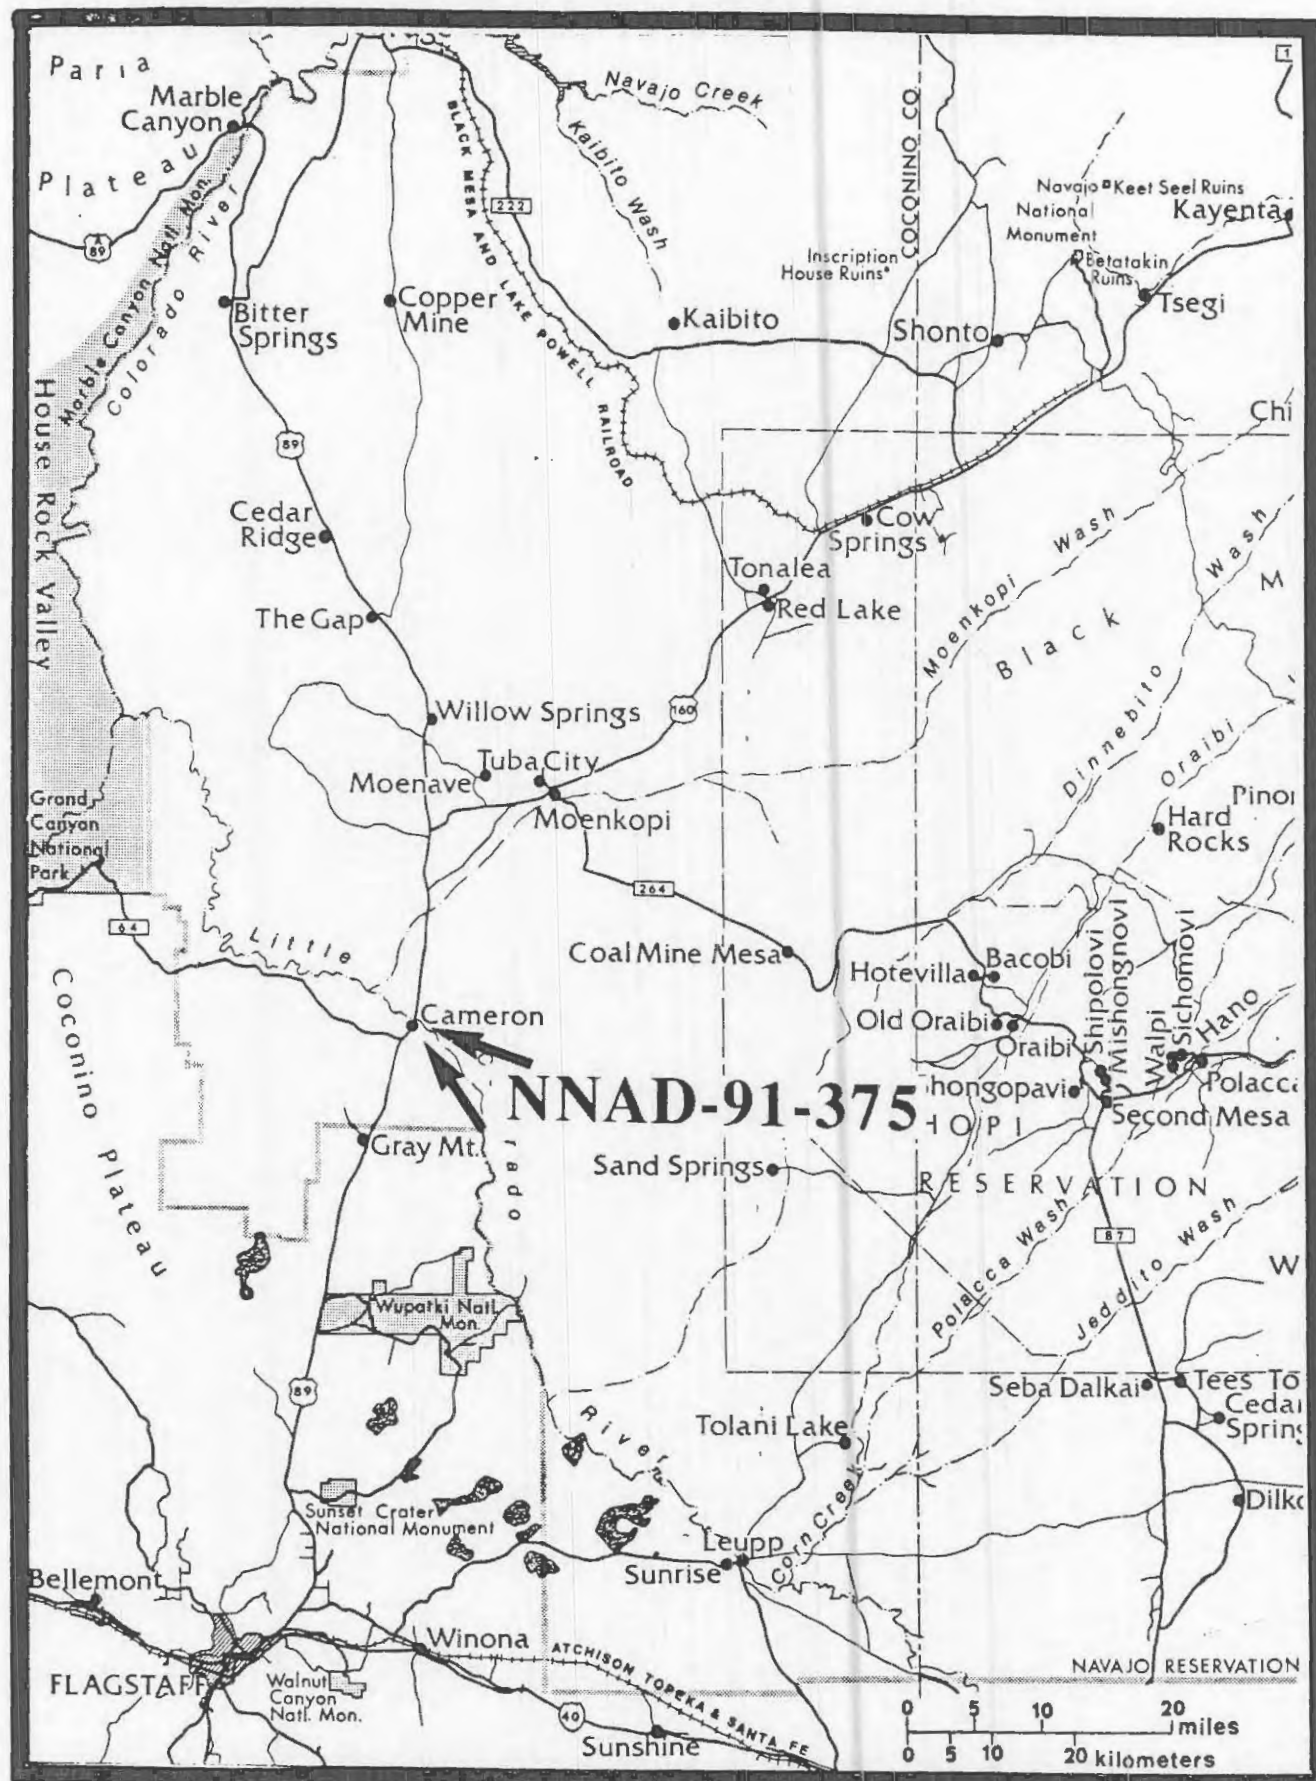 Paria
Plateau
Marble
Canyon
Navajo Creek
Kaibito Wash
COCONINO CO.
1
BLACK MESA AND LAKE POWELL RAILROAD
222
A
89
Marble Canyon Natl. Mon.
Colorado River
Navajo
National
Monument
Keet Seel Ruins
Kayenta
Inscription
House Ruins
Betatakin
Ruins
Tsegi
Bitter
Springs
Copper
Mine
Kaibito
Shonto
House Rock Valley
89
Chi
Cedar
Ridge
Cow
Springs
Moenkopi Wash
Wash
Tonalea
Red Lake
Black
M
The Gap
Willow Springs
160
Tuba City
Moenave
Moenkopi
Dinnebito
Oraibi
Pinon
Hard
Rocks
Grand
Canyon
National
Park
64
264
Little
Coal Mine Mesa
Hotevilla
Bacobi
Shipolovi
Mishongnovi
Walpi
Sichomovi
Hano
Coconino Plateau
Cameron
Old Oraibi
Oraibi
NNAD-91-375
hongopavi
Polacca
Second Mesa
HOPI
RESERVATION
Gray Mt.
rado
Sand Springs
Polacca Wash
87
Jeddito Wash
W
Wupatki Natl.
Mon.
89
Seba Dalkai
Tees To
Cedar
Spring
River
Tolani Lake
Dilko
Sunset Crater
National Monument
Leupp
Sunrise
Corn Creek
Bellemont
Winona
ATCHISON TOPEKA & SANTA FE
NAVAJO RESERVATION
FLAGSTAFF
Walnut
Canyon
Natl. Mon.
40
Sunshine
0 5 10 20
miles
0 5 10 20 kilometers